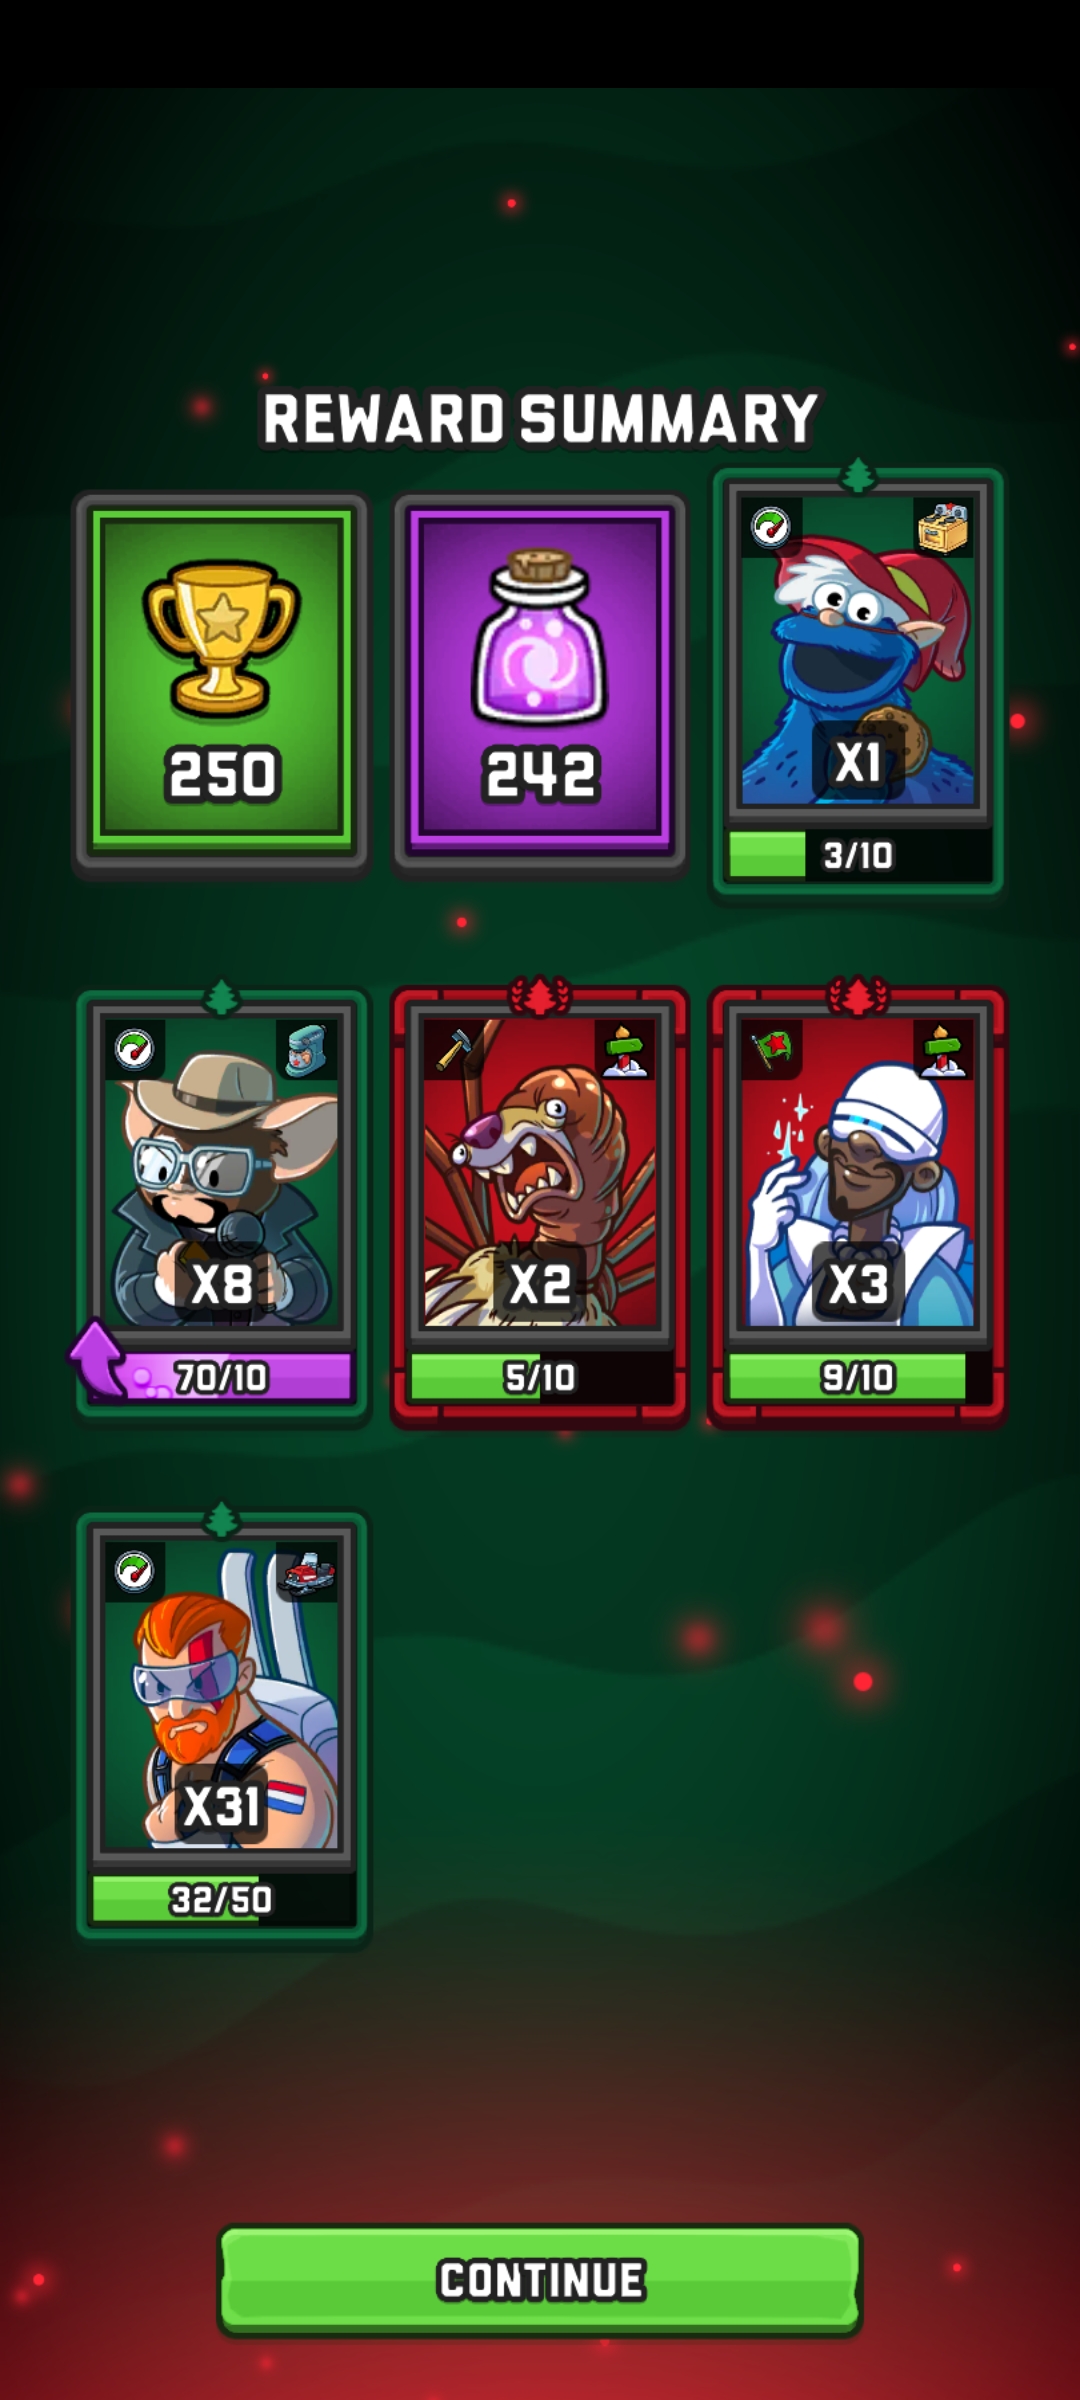 REWARD SUMMARY
250
242
X1
3/10
X8
70/10
X2
5/10
X3
9/10
X31
32/50
CONTINUE